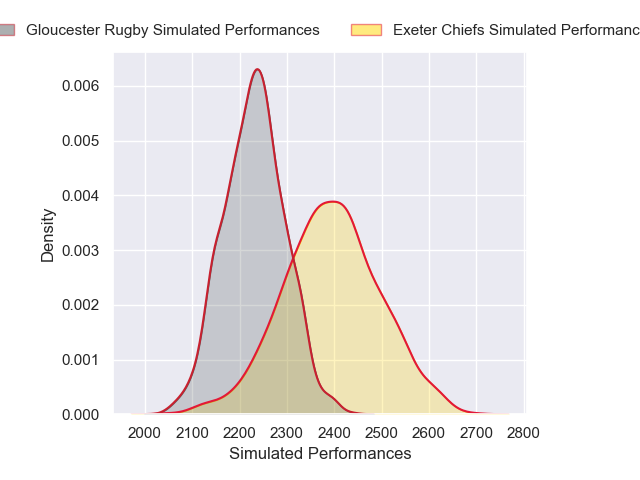 Gloucester Rugby Simulated Performances
Exeter Chiefs Simulated Performanc
0.006
0.005
0.004
0.003
0.002
0.001
0.000
Density
2000 2100 2200 2300 2400 2500 2600 2700 2800
Simulated Performances